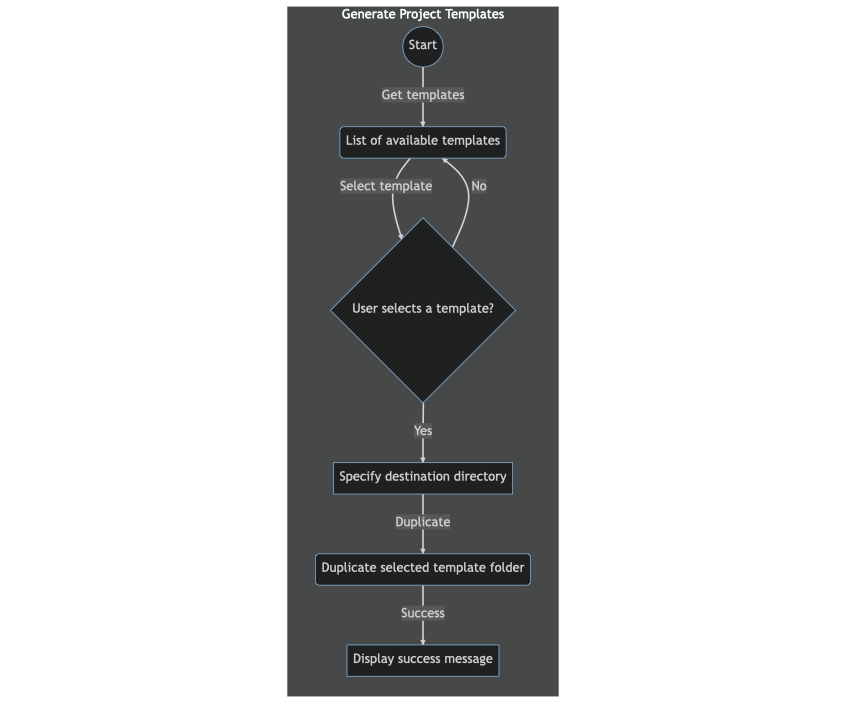 Generate Project Templates
Start
Get templates
List of available templates
Select template
No
User selects a template?
Yes
Specify destination directory
Duplicate
Duplicate selected template folder
Success
Display success message